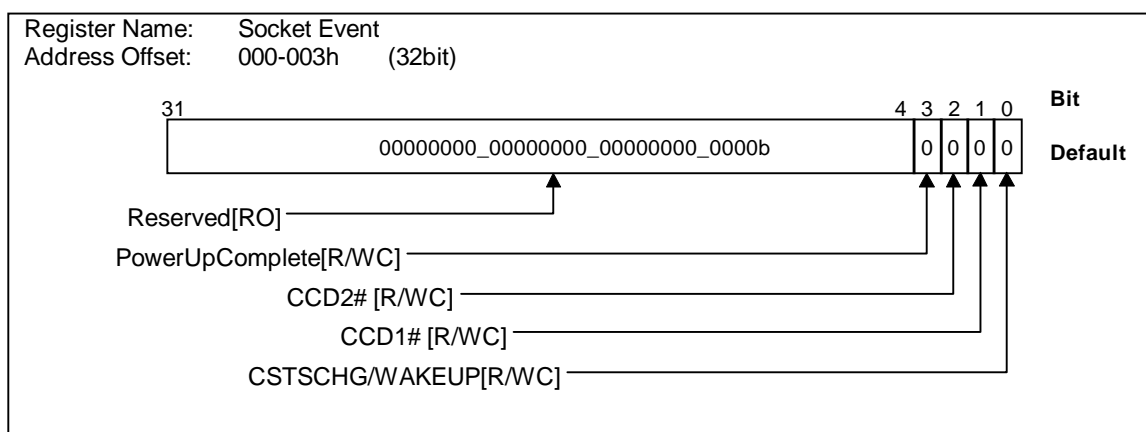 Register Name: Socket Event
Address Offset: 000-003h (32bit)
31 4 3 2 1 0 Bit
00000000_00000000_00000000_0000b 0 0 0 0 Default
Reserved[RO]
PowerUpComplete[R/WC]
CCD2# [R/WC]
CCD1# [R/WC]
CSTSCHG/WAKEUP[R/WC]